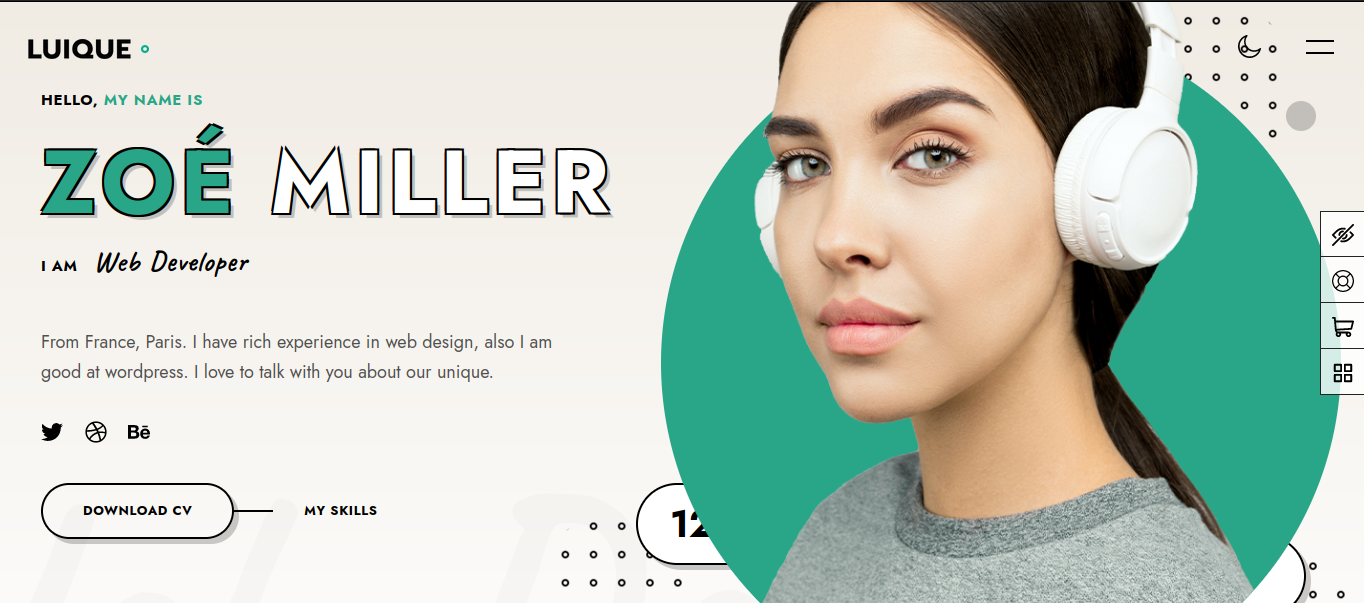 LUIQUE
HELLO, MY NAME IS
ZOÉ MILLER
I AM Web Developer
From France, Paris. I have rich experience in web design, also I am
good at wordpress. I love to talk with you about our unique.
Bē
DOWNLOAD CV
MY SKILLS
12